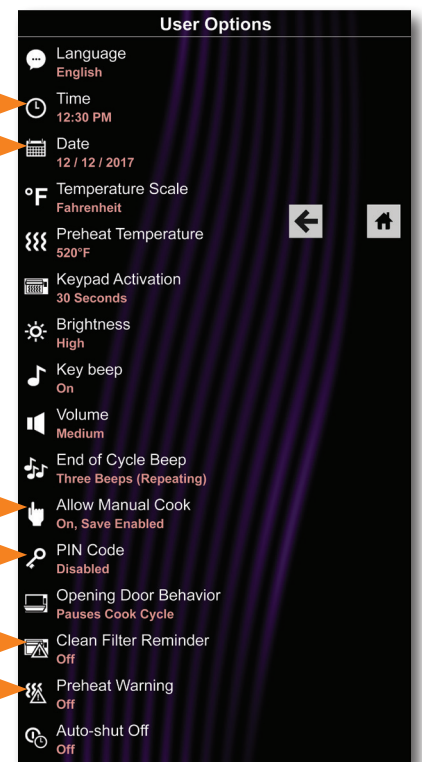 User Options
Language
English
Time
12:30 PM
Date
12 / 12 / 2017
°F
Temperature Scale
Fahrenheit
Preheat Temperature
520°F
Keypad Activation
30 Seconds
Brightness
High
Key beep
On
Volume
Medium
End of Cycle Beep
Three Beeps (Repeating)
Allow Manual Cook
On, Save Enabled
PIN Code
Disabled
Opening Door Behavior
Pauses Cook Cycle
Clean Filter Reminder
Off
Preheat Warning
Off
Auto-shut Off
Off